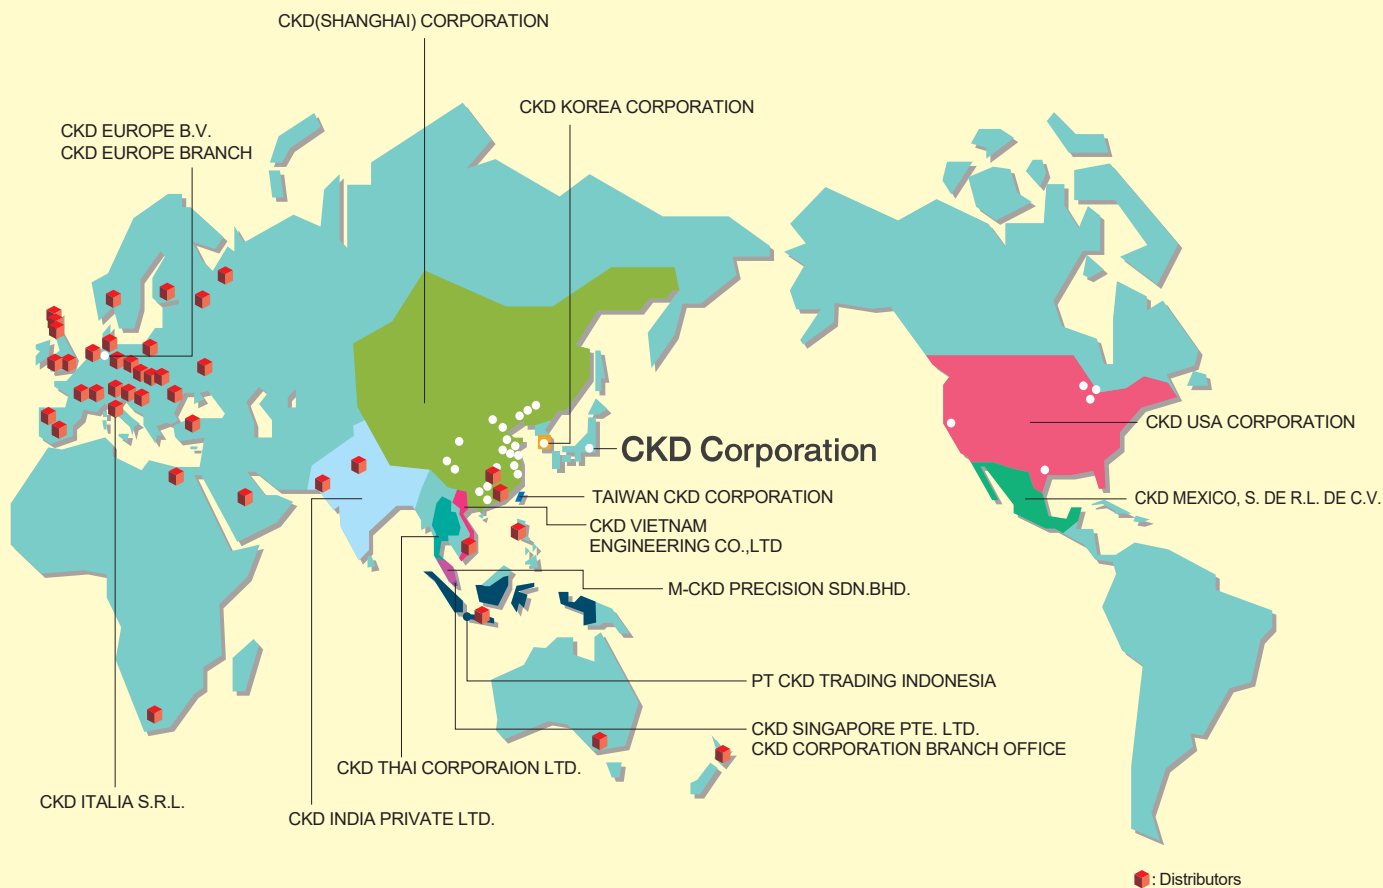 CKD(SHANGHAI) CORPORATION
CKD KOREA CORPORATION
CKD EUROPE B.V.
CKD EUROPE BRANCH
CKD USA CORPORATION
CKD Corporation
TAIWAN CKD CORPORATION
CKD MEXICO, S. DE R.L. DE C.V.
CKD VIETNAM
ENGINEERING CO.,LTD
M-CKD PRECISION SDN.BHD.
PT CKD TRADING INDONESIA
CKD SINGAPORE PTE. LTD.
CKD CORPORATION BRANCH OFFICE
CKD THAI CORPORAION LTD.
CKD ITALIA S.R.L.
CKD INDIA PRIVATE LTD.
: Distributors